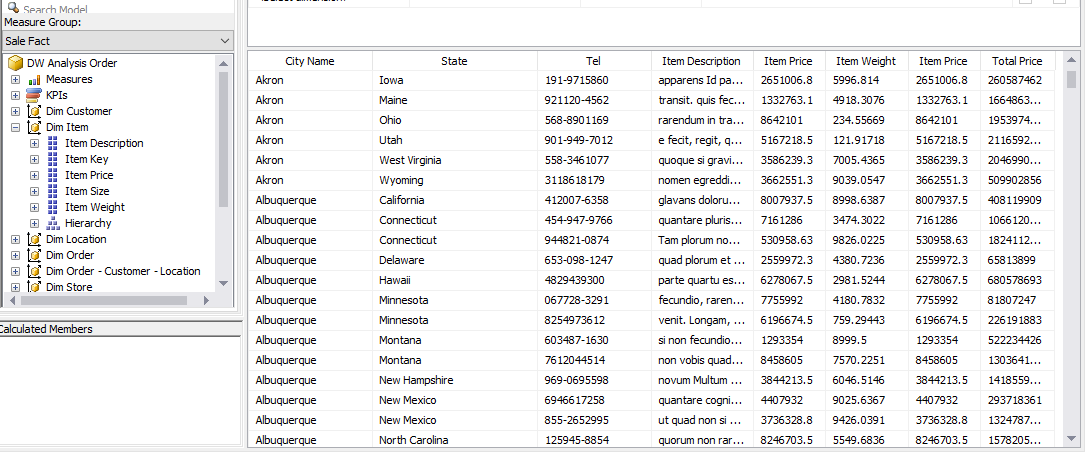 Search Model
Measure Group:
Sale Fact
DW Analysis Order
Measures
KPIs
Dim Customer
Dim Item
Item Description
Item Key
Item Price
Item Size
Item Weight
Hierarchy
Dim Location
Dim Order
Dim Order - Customer - Location
Dim Store
Calculated Members
City Name State Tel Item Description Item Price Item Weight Item Price Total Price
Akron Iowa 191-9715860 apparens Id pa... 2651006.8 5996.814 2651006.8 260587462
Akron Maine 921120-4562 transit. quis fec... 1332763.1 4918.3076 1332763.1 1664863...
Akron Ohio 568-8901169 rarendum in tra... 8642101 234.55669 8642101 1953974...
Akron Utah 901-949-7012 e fecit, regit, q... 5167218.5 121.91718 5167218.5 2116592...
Akron West Virginia 558-3461077 quoque si gravi... 3586239.3 7005.4365 3586239.3 2046990...
Akron Wyoming 3118618179 nomen egreddi... 3662551.3 9039.0547 3662551.3 509902856
Albuquerque California 412007-6358 glavans doloru... 8007937.5 8998.6387 8007937.5 408119909
Albuquerque Connecticut 454-947-9766 quantare pluris... 7161286 3474.3022 7161286 1066120...
Albuquerque Connecticut 944821-0874 Tam plorum no... 530958.63 9826.0225 530958.63 1824112...
Albuquerque Delaware 653-098-1247 quad plorum et ... 2559972.3 4380.7236 2559972.3 65813899
Albuquerque Hawaii 4829439300 parte quartu es... 6278067.5 2981.5244 6278067.5 680578693
Albuquerque Minnesota 067728-3291 fecundio, raren... 7755992 4180.7832 7755992 81807247
Albuquerque Minnesota 8254973612 venit. Longam, ... 6196674.5 759.29443 6196674.5 226191883
Albuquerque Montana 603487-1630 si non fecundio... 1293354 8999.5 1293354 522234426
Albuquerque Montana 7612044514 non vobis quad... 8458605 7570.2251 8458605 1303641...
Albuquerque New Hampshire 969-0695598 novum Multum ... 3844213.5 6046.5146 3844213.5 1418559...
Albuquerque New Mexico 6946617258 quantare cogni... 4407932 9025.6367 4407932 293718361
Albuquerque New Mexico 855-2652995 ut quad non si ... 3736328.8 9426.0391 3736328.8 1324787...
Albuquerque North Carolina 125945-8854 quorum non rar... 8246703.5 5549.6836 8246703.5 1578205...